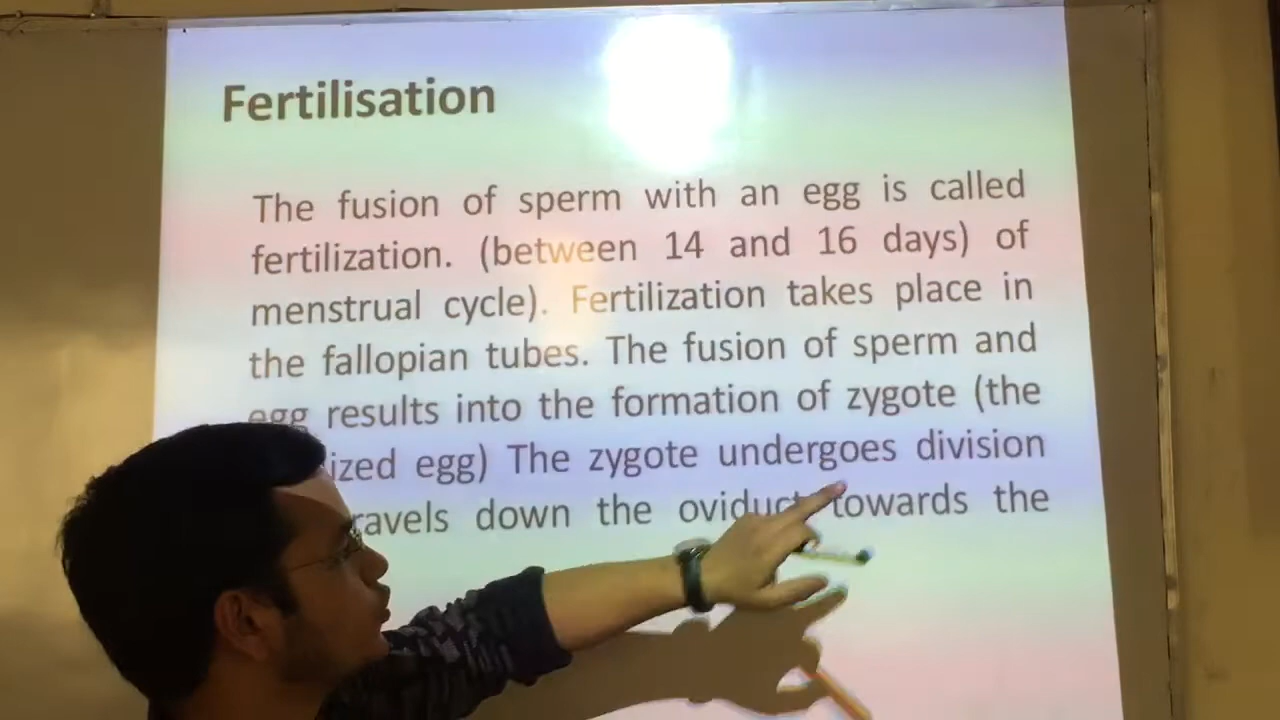 Fertilisation
The fusion of sperm with an egg is called
fertilization. (between 14 and 16 days) of
menstrual cycle). Fertilization takes place in
the fallopian tubes. The fusion of sperm and
egg results into the formation of zygote (the
ized egg) The zygote undergoes division
ravels down the oviduct towards the